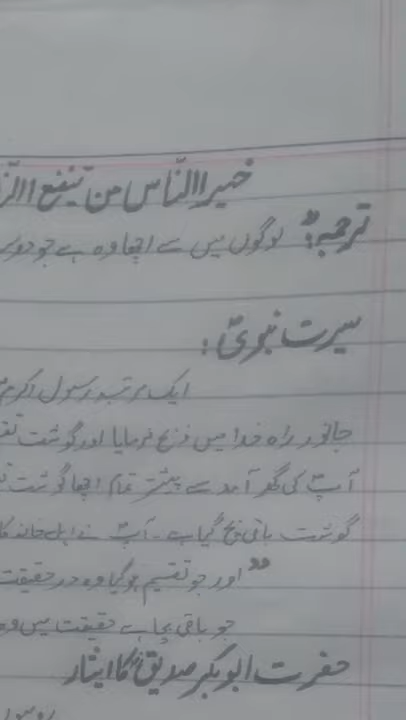 خیر الناس من ینفع
ترجمہ: لوگوں میں سے اچھا وہ ہے جو
سیرت نبویؐ:
ایک مرتبہ رسول اکرم
جانور راہ خدا میں ذبح فرمایا اور گوشت
آپؐ کی گھر آمد سے پیشتر تمام اچھا گوشت
گوشت باقی بچ گیا ہے۔ آپؐ نے اہل خانہ
"اور جو تقسیم ہوگیا وہ در حقیقت
جو باقی بچا ہے حقیقت میں وہ
حضرت ابوبکر صدیقؓ کا ایثار